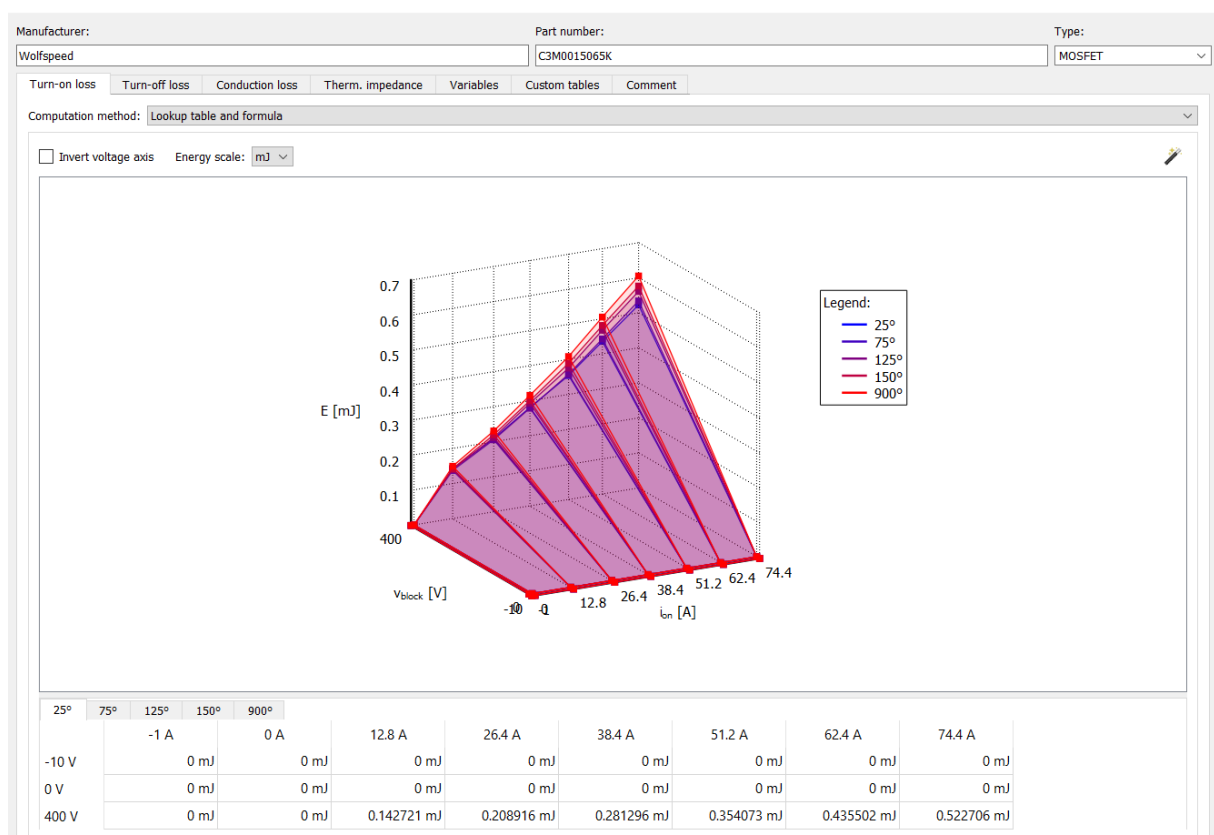 Manufacturer: Part number: Type:
Wolfspeed C3M0015065K MOSFET
Turn-on loss Turn-off loss Conduction loss Therm. impedance Variables Custom tables Comment
Computation method: Lookup table and formula
Invert voltage axis Energy scale: mJ
0.7
0.6
0.5
0.4
0.3
0.2
0.1
E [mJ]
400
Vblock [V]
-10 0 -1 0 12.8 26.4 38.4 51.2 62.4 74.4
ion [A]
Legend:
25°
75°
125°
150°
900°
25° 75° 125° 150° 900°
-1 A 0 A 12.8 A 26.4 A 38.4 A 51.2 A 62.4 A 74.4 A
-10 V 0 mJ 0 mJ 0 mJ 0 mJ 0 mJ 0 mJ 0 mJ 0 mJ
0 V 0 mJ 0 mJ 0 mJ 0 mJ 0 mJ 0 mJ 0 mJ 0 mJ
400 V 0 mJ 0 mJ 0.142721 mJ 0.208916 mJ 0.281296 mJ 0.354073 mJ 0.435502 mJ 0.522706 mJ